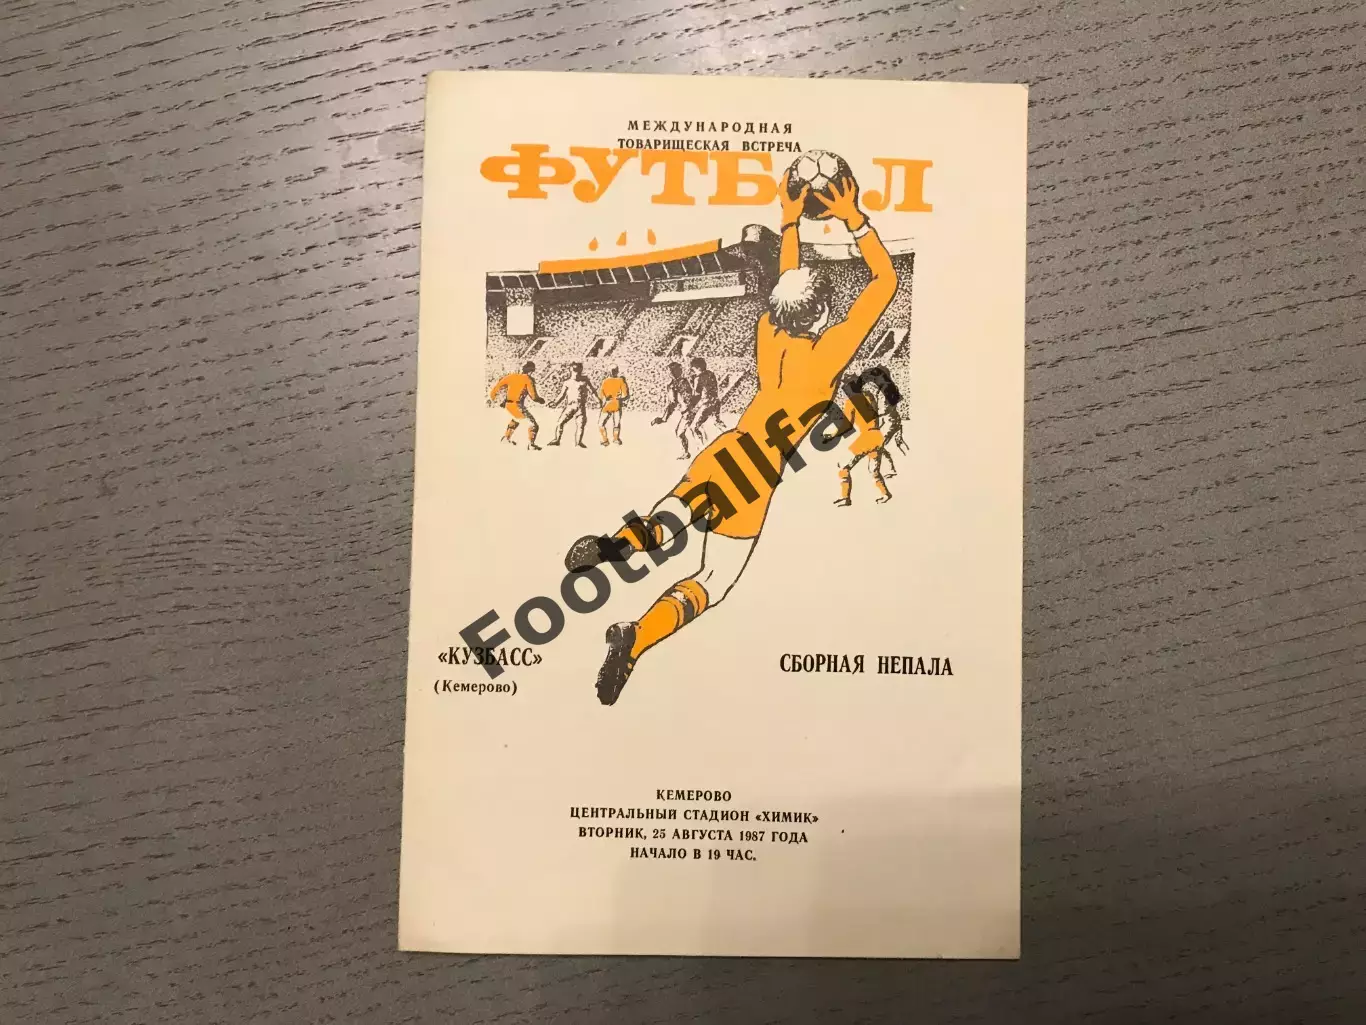 МЕЖДУНАРОДНАЯ
ТОВАРИЩЕСКАЯ ВСТРЕЧА
ФУТБОЛ
Footballfan
«КУЗБАСС»
(Кемерово)
СБОРНАЯ НЕПАЛА
КЕМЕРОВО
ЦЕНТРАЛЬНЫЙ СТАДИОН «ХИМИК»
ВТОРНИК, 25 АВГУСТА 1987 ГОДА
НАЧАЛО В 19 ЧАС.